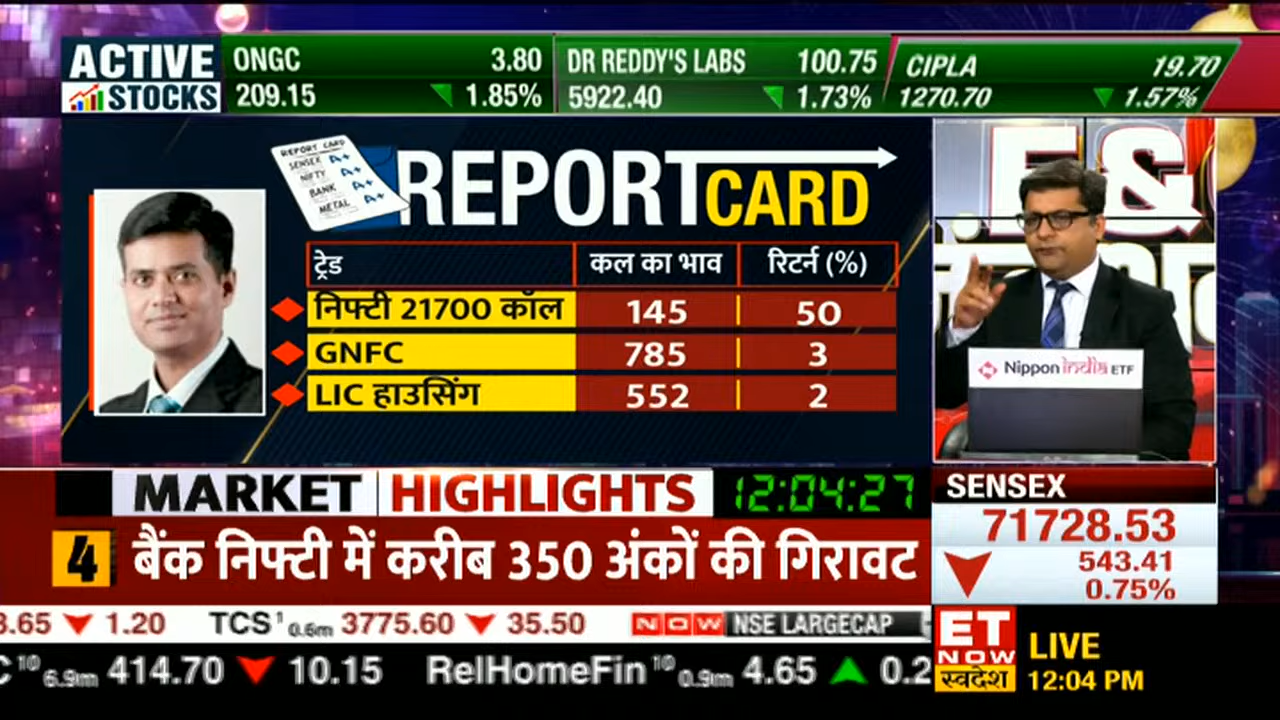 ACTIVE
STOCKS
ONGC 3.80
209.15 1.85%
DR REDDY'S LABS 100.75
5922.40 1.73%
CIPLA 19.70
1270.70 1.57%
REPORT CARD
SENSEX A+
NIFTY A+
BANK A+
METAL A+
REPORT CARD
ट्रेड कल का भाव रिटर्न (%)
निफ्टी 21700 कॉल 145 50
GNFC 785 3
LIC हाउसिंग 552 2
E&
Nippon india ETF
MARKET HIGHLIGHTS 12:04:27
4 बैंक निफ्टी में करीब 350 अंकों की गिरावट
SENSEX
71728.53
543.41
0.75%
3.65 1.20 TCS 1 0.6m 3775.60 35.50 NOW NSE LARGECAP
C 10 6.9m 414.70 10.15 RelHomeFin 10 0.9m 4.65 0.2
ET
NOW
स्वदेश
LIVE
12:04 PM